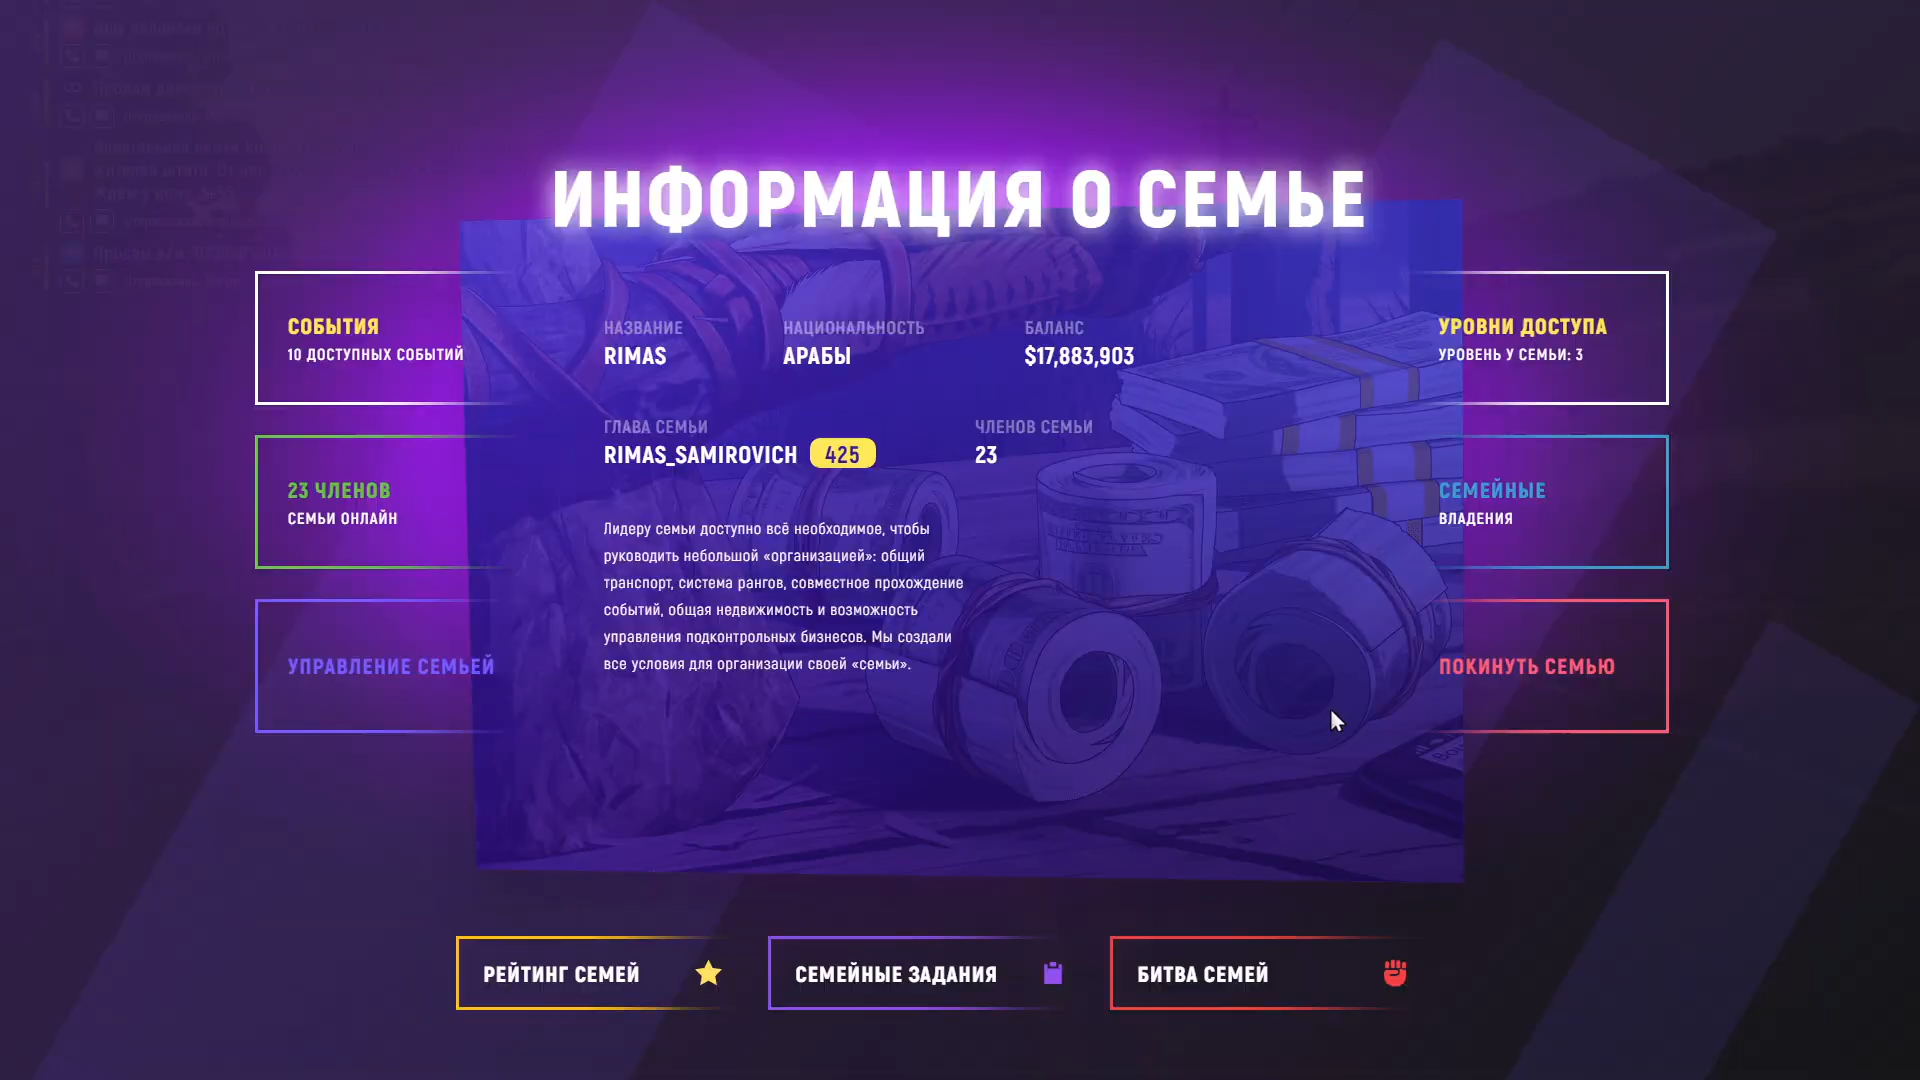 ИНФОРМАЦИЯ О СЕМЬЕ
СОБЫТИЯ
10 ДОСТУПНЫХ СОБЫТИЙ
23 ЧЛЕНОВ
СЕМЬИ ОНЛАЙН
УПРАВЛЕНИЕ СЕМЬЕЙ
НАЗВАНИЕ
RIMAS
НАЦИОНАЛЬНОСТЬ
АРАБЫ
БАЛАНС
$17,883,903
ГЛАВА СЕМЬИ
RIMAS_SAMIROVICH 425
ЧЛЕНОВ СЕМЬИ
23
Лидеру семьи доступно всё необходимое, чтобы
руководить небольшой «организацией»: общий
транспорт, система рангов, совместное прохождение
событий, общая недвижимость и возможность
управления подконтрольных бизнесов. Мы создали
все условия для организации своей «семьи».
УРОВНИ ДОСТУПА
УРОВЕНЬ У СЕМЬИ: 3
СЕМЕЙНЫЕ
ВЛАДЕНИЯ
ПОКИНУТЬ СЕМЬЮ
РЕЙТИНГ СЕМЕЙ
СЕМЕЙНЫЕ ЗАДАНИЯ
БИТВА СЕМЕЙ